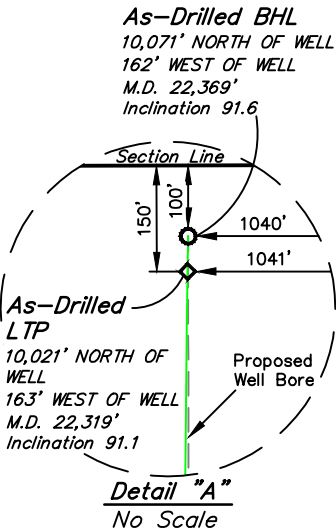 As-Drilled BHL
10,071' NORTH OF WELL
162' WEST OF WELL
M.D. 22,369'
Inclination 91.6
Section Line
150'
100'
1040'
1041'
As-Drilled
LTP
10,021' NORTH OF
WELL
163' WEST OF WELL
M.D. 22,319'
Inclination 91.1
Proposed
Well Bore
Detail "A"
No Scale